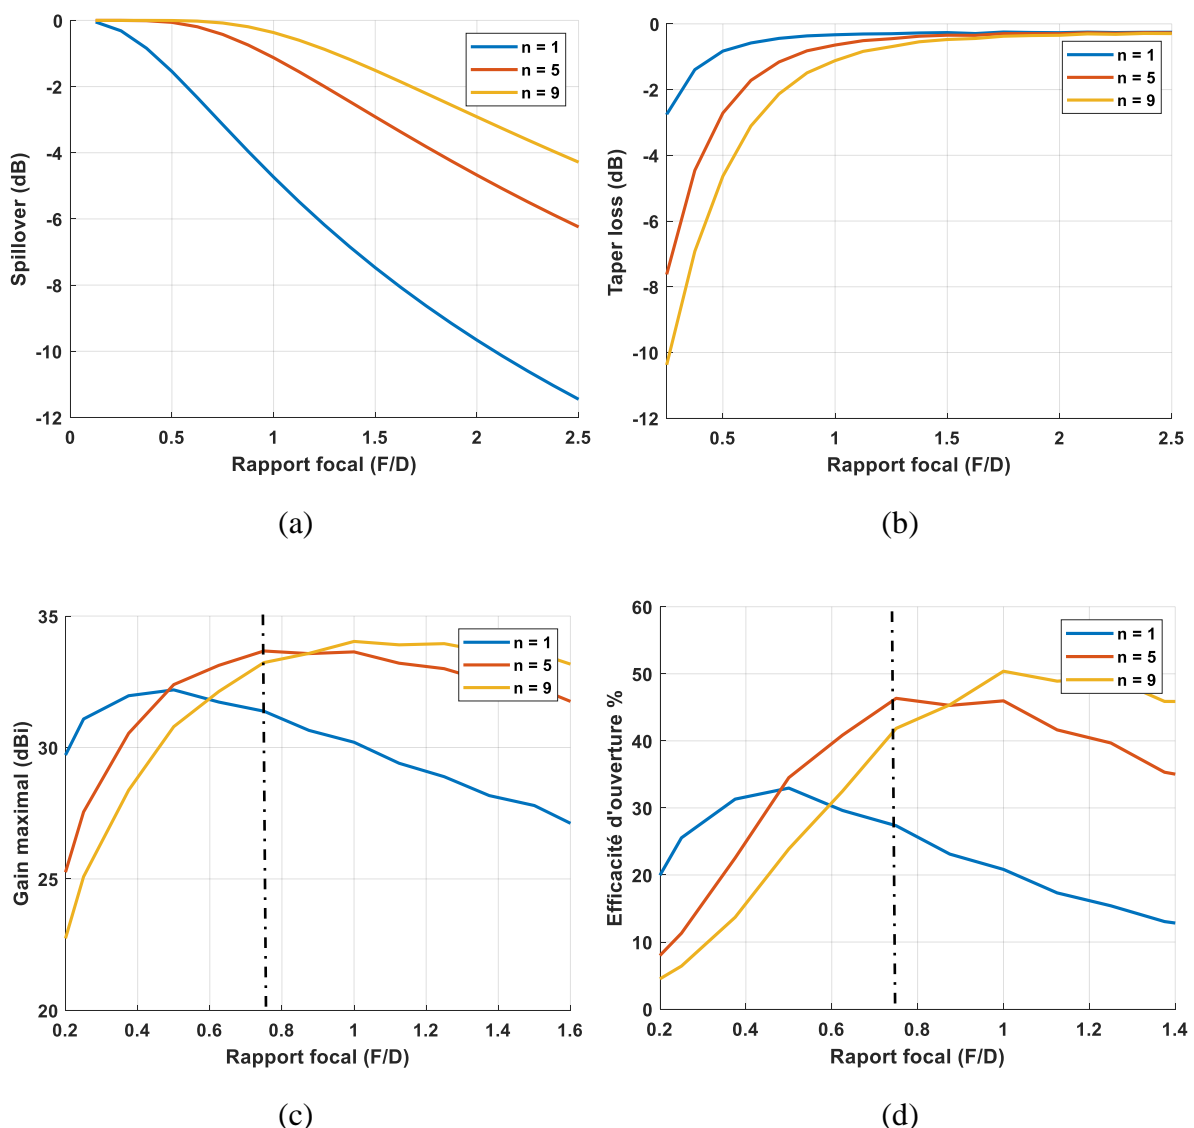 0
-2
-4
-6
-8
-10
-12
0 0.5 1 1.5 2 2.5
Spillover (dB)
Rapport focal (F/D)
n = 1
n = 5
n = 9
(a)
0
-2
-4
-6
-8
-10
-12
0.5 1 1.5 2 2.5
Taper loss (dB)
Rapport focal (F/D)
n = 1
n = 5
n = 9
(b)
35
30
25
20
0.2 0.4 0.6 0.8 1 1.2 1.4 1.6
Gain maximal (dBi)
Rapport focal (F/D)
n = 1
n = 5
n = 9
(c)
60
50
40
30
20
10
0
0.2 0.4 0.6 0.8 1 1.2 1.4
Efficacité d'ouverture %
Raport focal (F/D)
n = 1
n = 5
n = 9
(d)